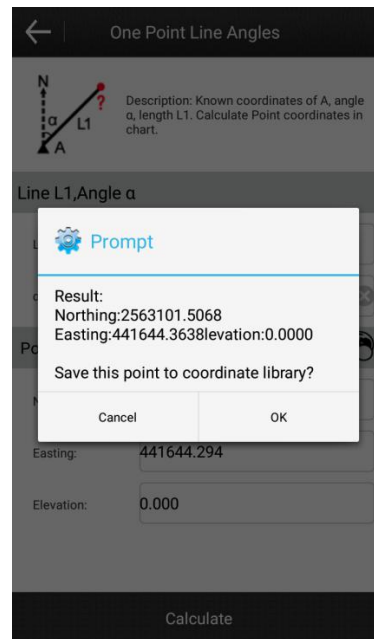 One Point Line Angles
N
?
α
L1
A
Description: Known coordinates of A, angle
α, length L1. Calculate Point coordinates in
chart.
Line L1,Angle α
Prompt
Result:
Northing:2563101.5068
Easting:441644.3638levation:0.0000
Save this point to coordinate library?
Cancel
OK
Easting:
441644.294
Elevation:
0.000
Calculate